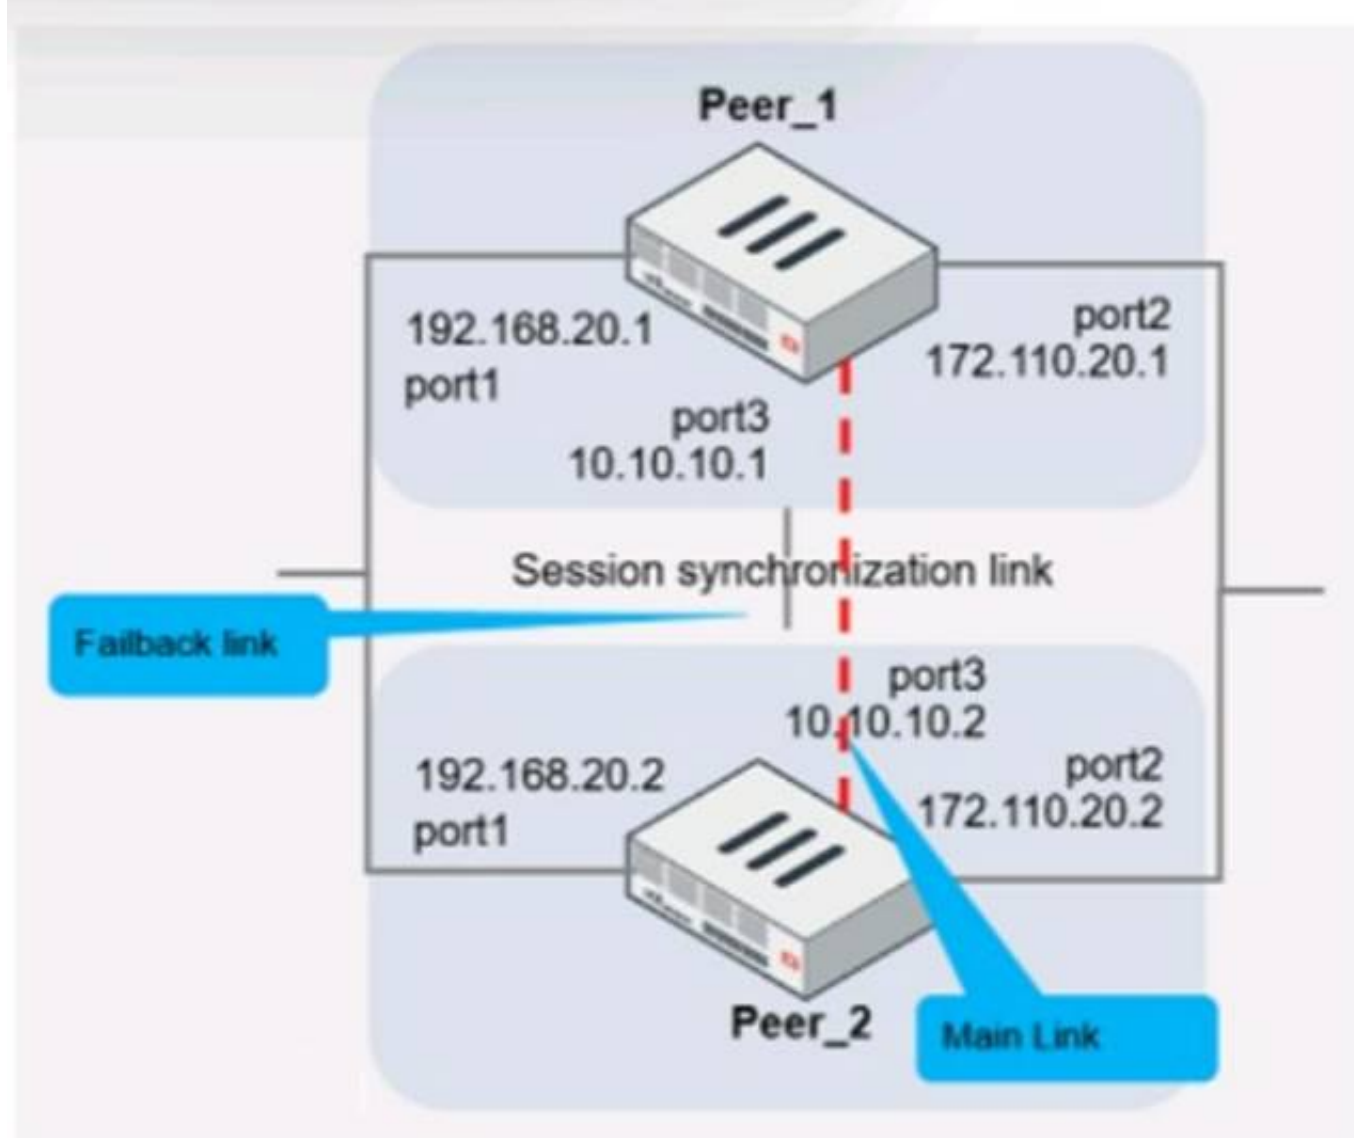 Peer_1
192.168.20.1
port1
port2
172.110.20.1
port3
10.10.10.1
Session synchronization link
Failback link
port3
10.10.10.2
192.168.20.2
port1
port2
172.110.20.2
Peer_2
Main Link